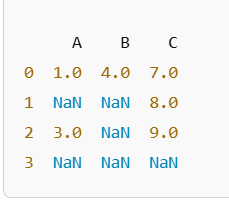 A B C
0 1.0 4.0 7.0
1 NaN NaN 8.0
2 3.0 NaN 9.0
3 NaN NaN NaN